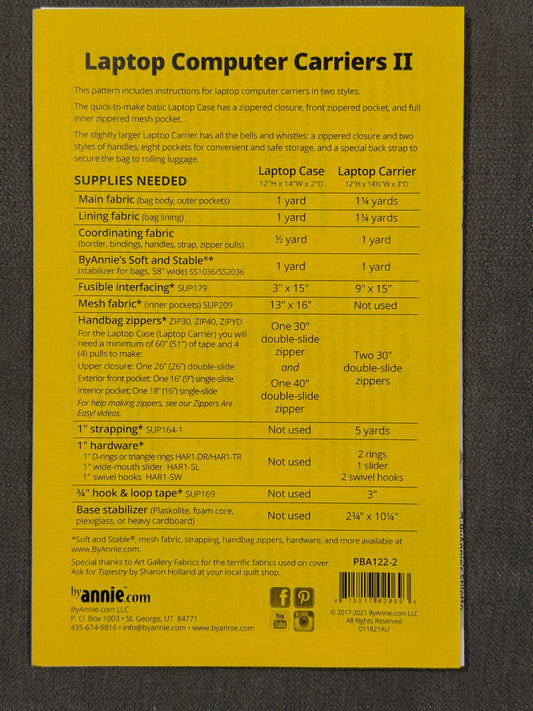 Laptop Computer Carriers II
This pattern includes instructions for laptop computer carriers in two styles.
The quick-to-make basic Laptop Case has a zippered closure, front zippered pocket, and full
inner zippered mesh pocket.
The slightly larger Laptop Carrier has all the bells and whistles: a zippered closure and two
styles of handles, eight pockets for convenient and safe storage, and a special back strap to
secure the bag to rolling luggage.
SUPPLIES NEEDED
Laptop Case Laptop Carrier
12"H x 14"W x 2"D 12"H x 14½"W x 3"D
Main fabric (bag body, outer pockets) 1 yard 1¼ yards
Lining fabric (bag lining) 1 yard 1¼ yards
Coordinating fabric
(border, bindings, handles, strap, zipper pulls) ½ yard 1 yard
ByAnnie's Soft and Stable®*
(stabilizer for bags, 58" wide) SS1036/SS2036 1 yard 1 yard
Fusible interfacing* SUP179 3" x 15" 9" x 15"
Mesh fabric* (inner pockets) SUP209 13" x 16" Not used
Handbag zippers* ZIP30, ZIP40, ZIPYD
For the Laptop Case (Laptop Carrier) you will
need a minimum of 60" (51") of tape and 4
(4) pulls to make:
Upper closure: One 26" (26") double-slide
Exterior front pocket: One 16" (9") single-slide
Interior pocket: One 18" (16") single-slide
For help making zippers, see our Zippers Are
Easy! videos.
One 30"
double-slide
zipper
and
One 40"
double-slide
zipper
Two 30"
double-slide
zippers
1" strapping* SUP164-1 Not used 5 yards
1" hardware*
1" D-rings or triangle rings HAR1-DR/HAR1-TR
1" wide-mouth slider HAR1-SL
1" swivel hooks HAR1-SW
Not used
2 rings
1 slider
2 swivel hooks
¾" hook & loop tape* SUP169 Not used 3"
Base stabilizer (Plaskolite, foam core,
plexiglass, or heavy cardboard) Not used 2¾" x 10¼"
*Soft and Stable®, mesh fabric, strapping, handbag zippers, hardware, and more available at
www.ByAnnie.com.
Special thanks to Art Gallery Fabrics for the terrific fabrics used on cover.
Ask for Tapestry by Sharon Holland at your local quilt shop.
PBA122-2
byannie.com
ByAnnie.com LLC
P. O. Box 1003 • St. George, UT 84771
435-674-9816 • info@byannie.com • www.byannie.com
You
Tube
© 2017-2021 ByAnnie.com LLC
All Rights Reserved
011821AU